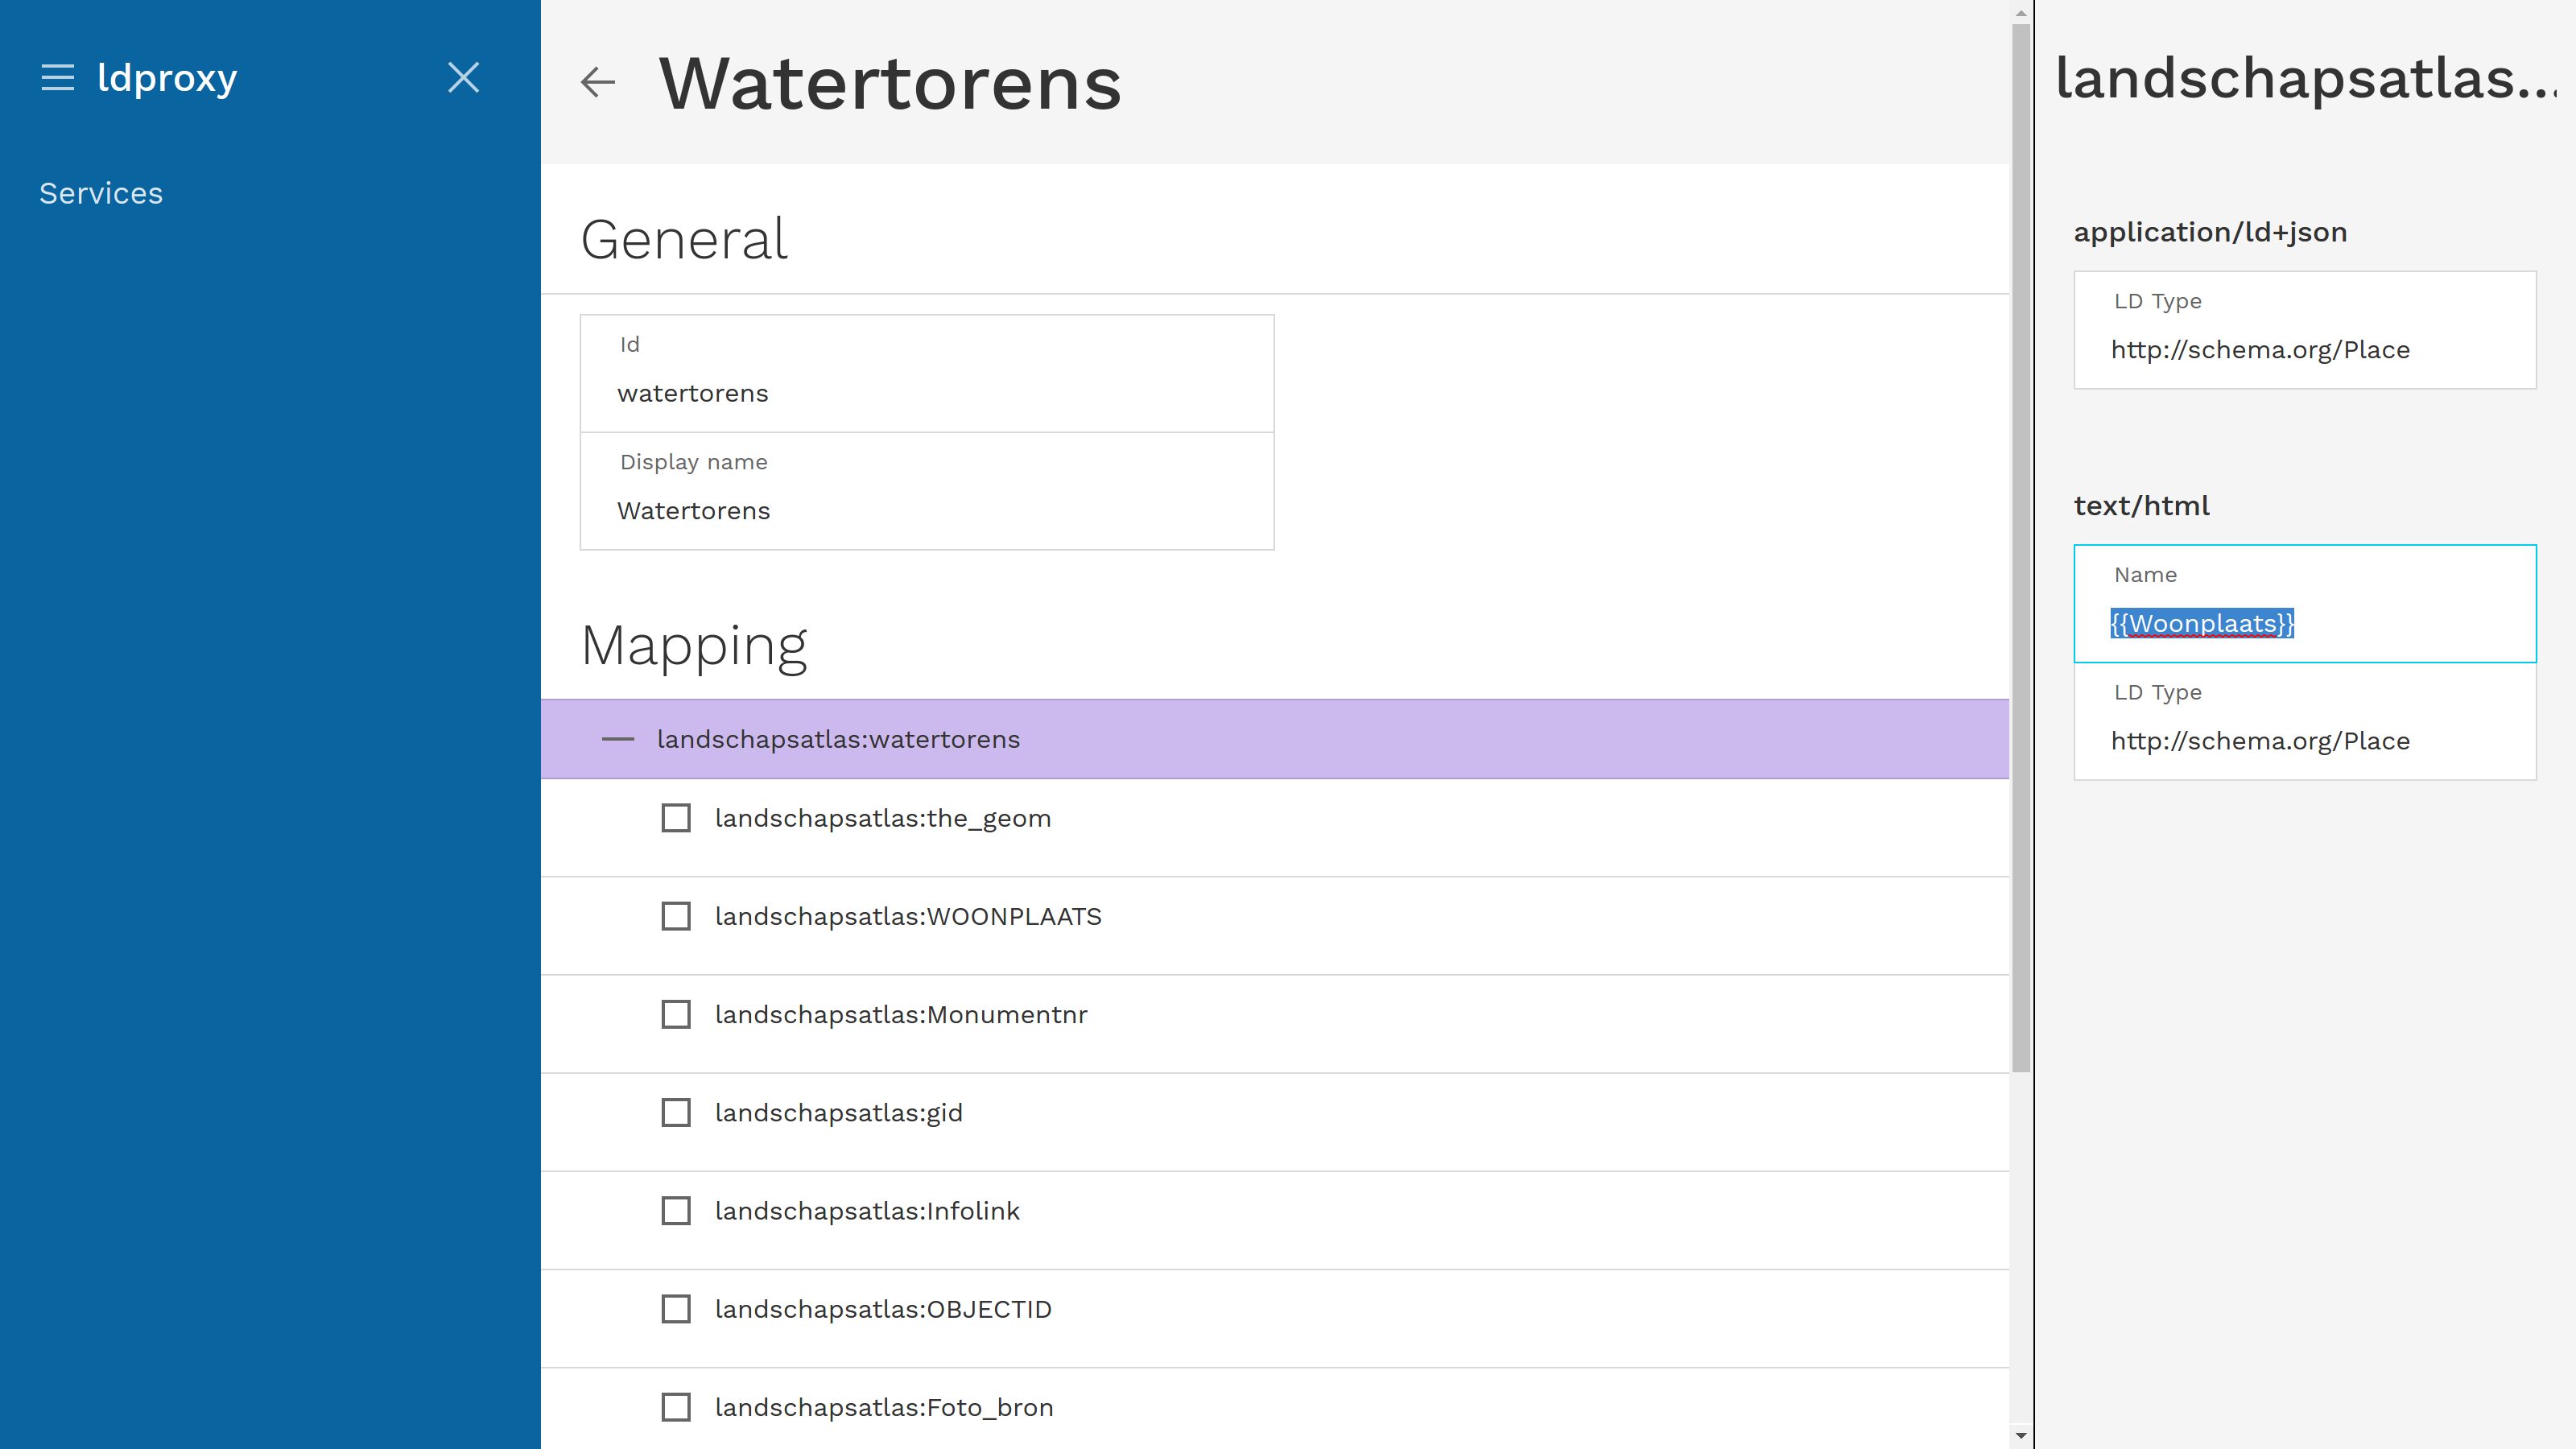 ldproxy
Services
Watertorens
General
Id
watertorens
Display name
Watertorens
Mapping
landschapsatlas:watertorens
landschapsatlas:the_geom
landschapsatlas:WOONPLAATS
landschapsatlas:Monumentnr
landschapsatlas:gid
landschapsatlas:Infolink
landschapsatlas:OBJECTID
landschapsatlas:Foto_bron
landschapsatlas...
application/ld+json
LD Type
http://schema.org/Place
text/html
Name
{{Woonplaats}}
LD Type
http://schema.org/Place